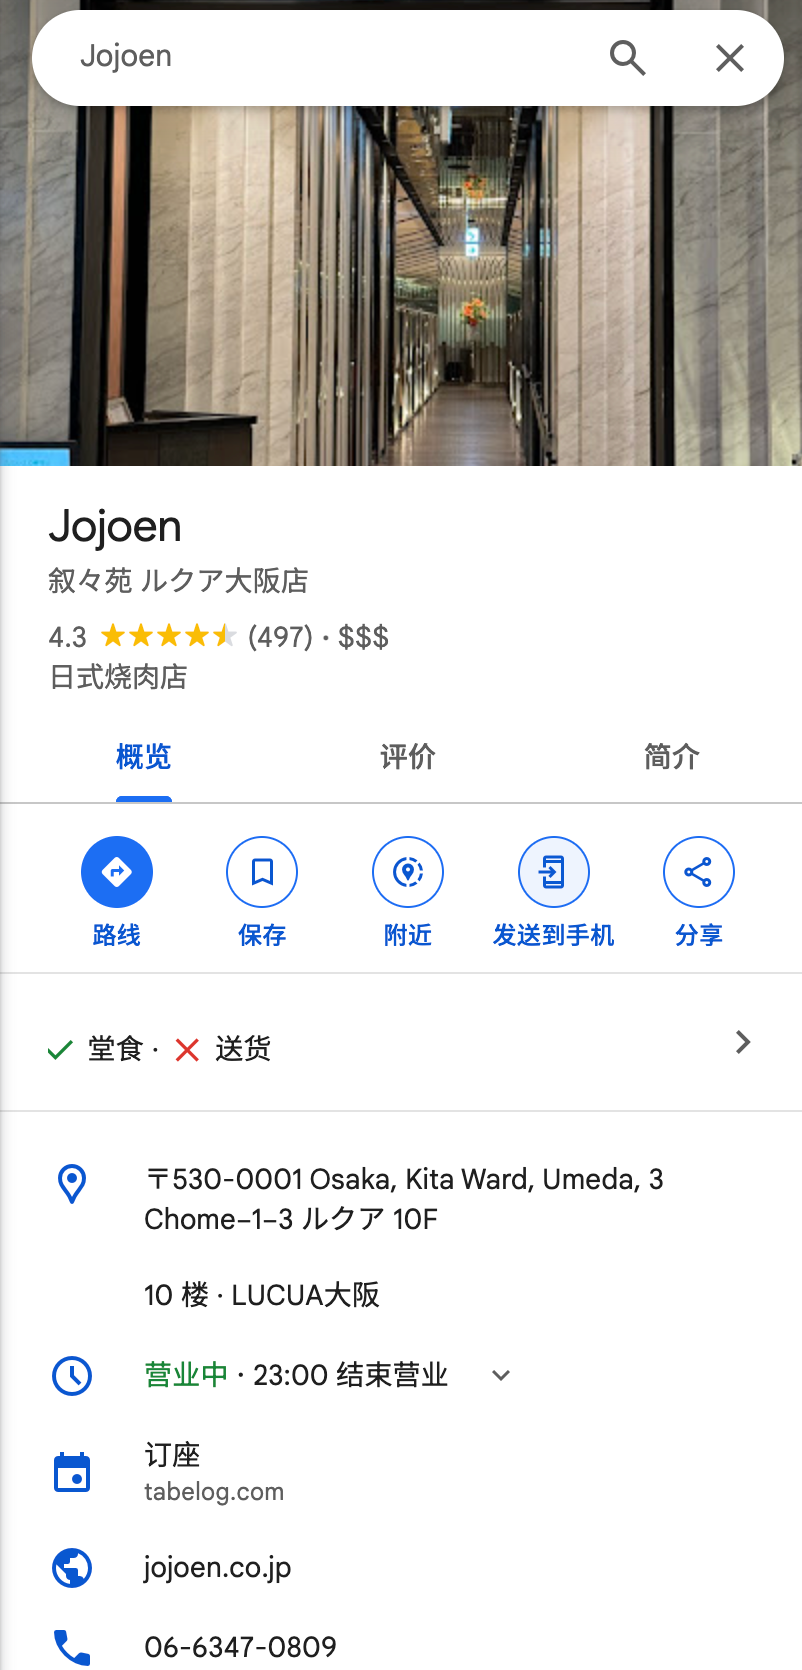 Jojoen
Jojoen
叙々苑 ルクア大阪店
4.3 (497) · $$$
日式烧肉店
概览 评价 简介
路线 保存 附近 发送到手机 分享
堂食 · 送货
〒530-0001 Osaka, Kita Ward, Umeda, 3
Chome−1−3 ルクア 10F
10 楼 · LUCUA大阪
营业中 · 23:00 结束营业
订座
tabelog.com
jojoen.co.jp
06-6347-0809